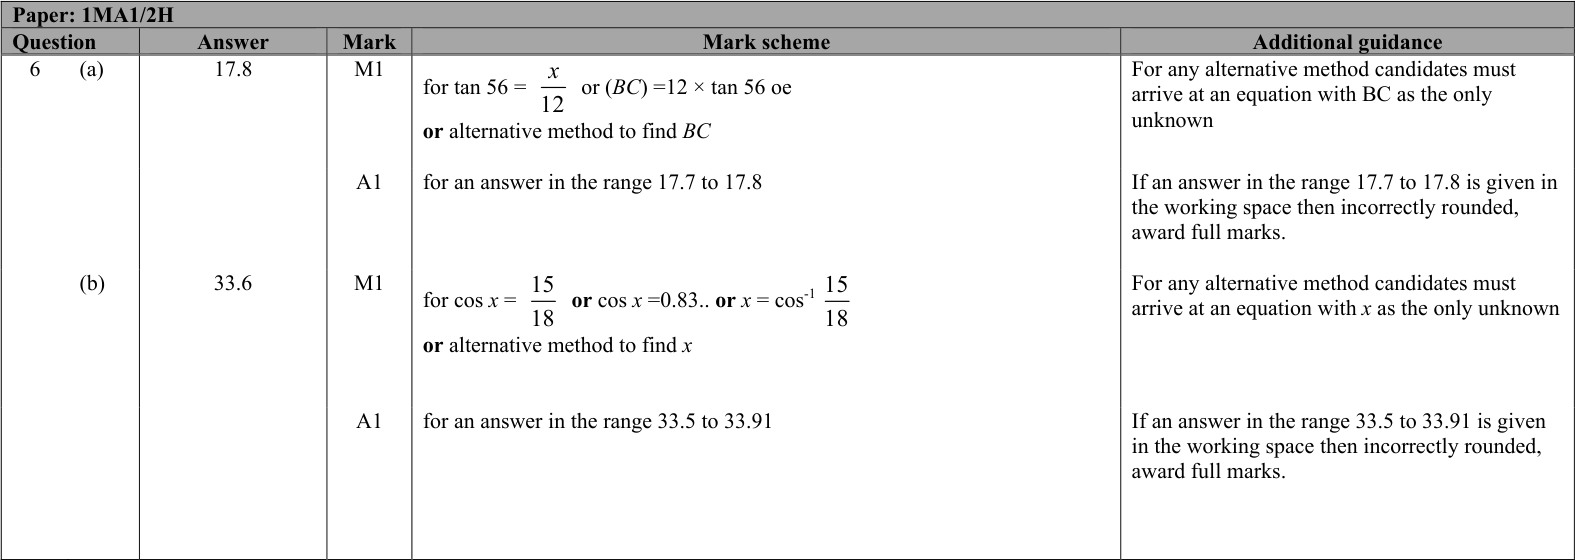 Paper: 1MA1/2H
Question Answer Mark Mark scheme Additional guidance
6 (a) 17.8 M1 for tan 56 = x/12 or (BC) =12 × tan 56 oe
or alternative method to find BC
For any alternative method candidates must
arrive at an equation with BC as the only
unknown
A1 for an answer in the range 17.7 to 17.8
If an answer in the range 17.7 to 17.8 is given in
the working space then incorrectly rounded,
award full marks.
(b) 33.6 M1 for cos x = 15/18 or cos x =0.83.. or x = cos⁻¹ 15/18
or alternative method to find x
For any alternative method candidates must
arrive at an equation with x as the only unknown
A1 for an answer in the range 33.5 to 33.91
If an answer in the range 33.5 to 33.91 is given
in the working space then incorrectly rounded,
award full marks.